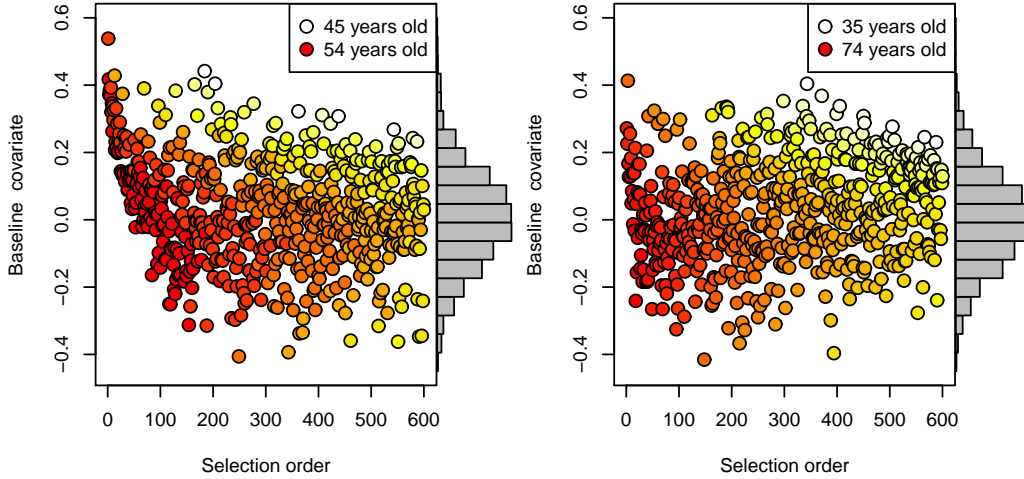 45 years old
54 years old
0.6
0.4
0.2
0.0
−0.2
−0.4
Baseline covariate
0 100 200 300 400 500 600
Selection order
35 years old
74 years old
0.6
0.4
0.2
0.0
−0.2
−0.4
Baseline covariate
0 100 200 300 400 500 600
Selection order